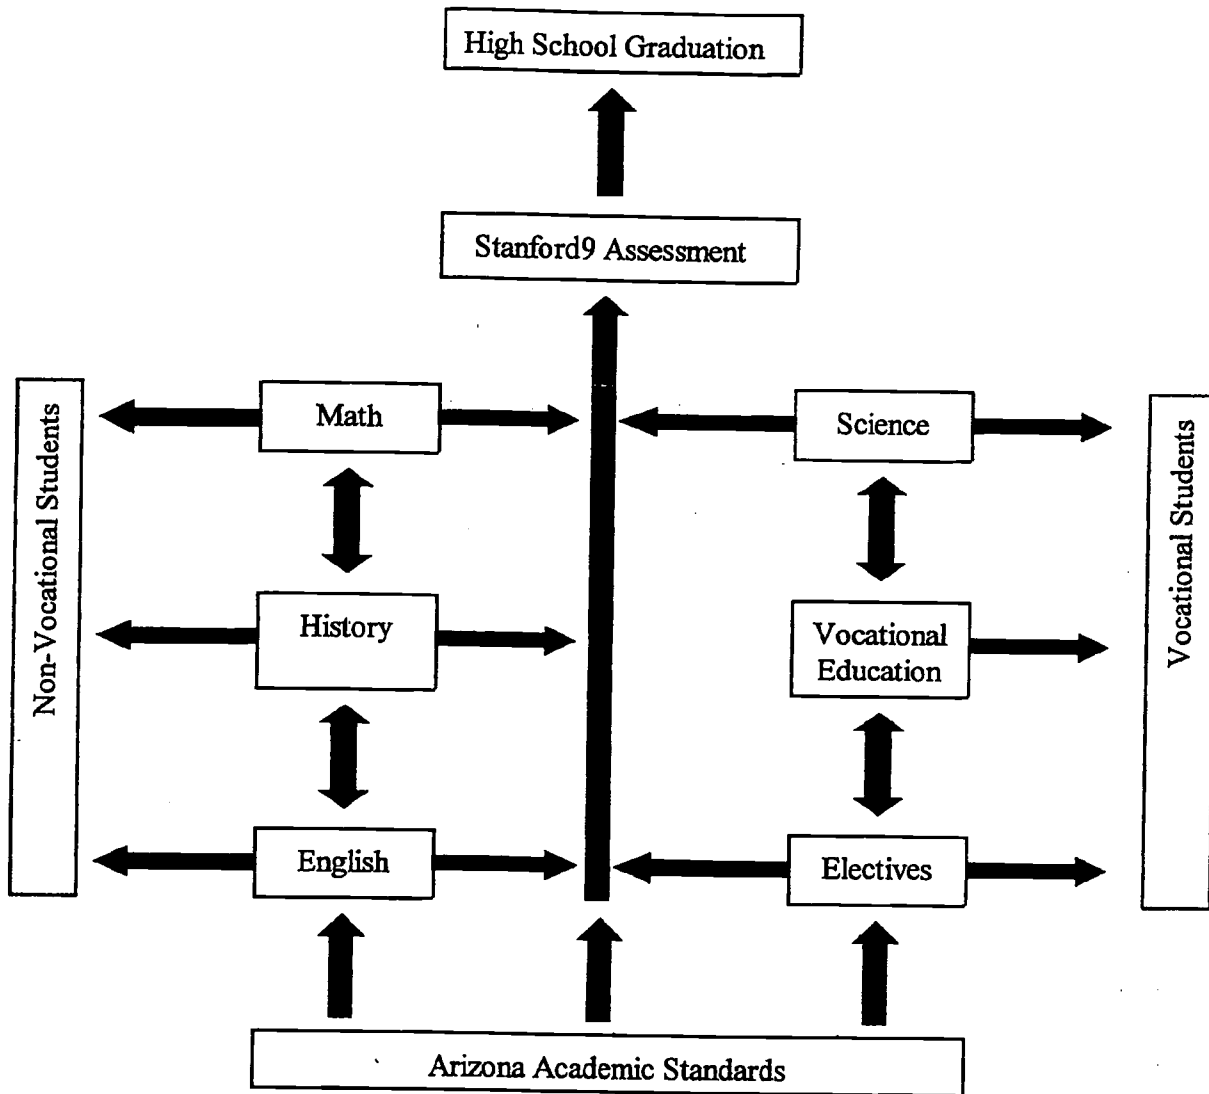 High School Graduation
Stanford9 Assessment
Non-Vocational Students
Math
Science
Vocational Students
History
Vocational
Education
English
Electives
Arizona Academic Standards